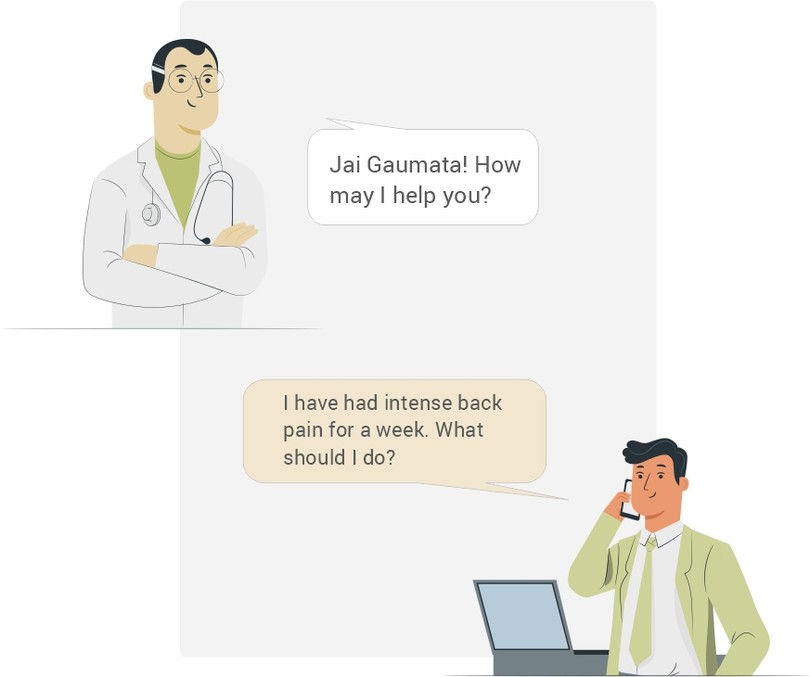 Jai Gaumata! How
may I help you?
I have had intense back
pain for a week. What
should I do?